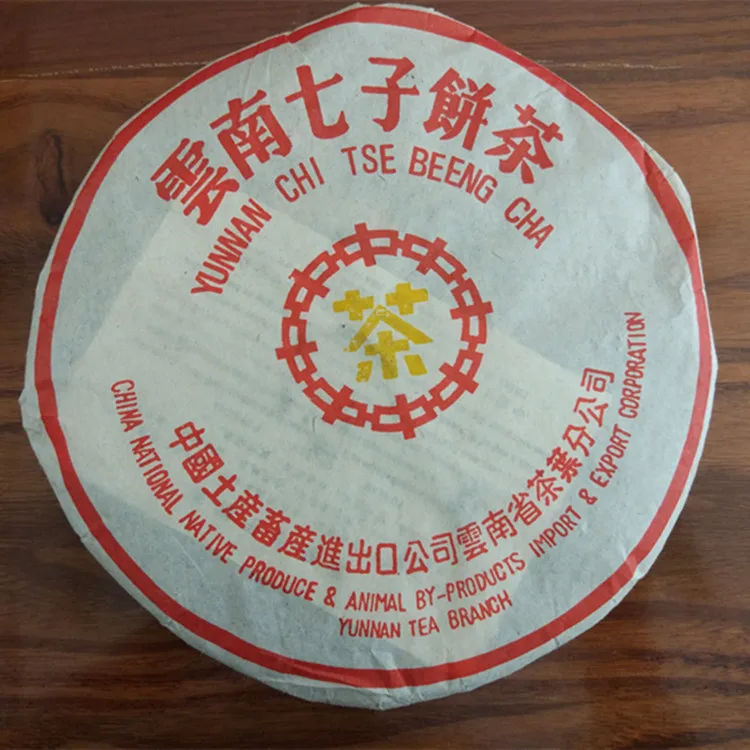 雲南七子餅茶
YUNNAN CHI TSE BEENG CHA
茶
中國土産畜産進出口公司雲南省茶葉分公司
CHINA NATIONAL NATIVE PRODUCE & ANIMAL BY-PRODUCTS IMPORT & EXPORT CORPORATION
YUNNAN TEA BRANCH